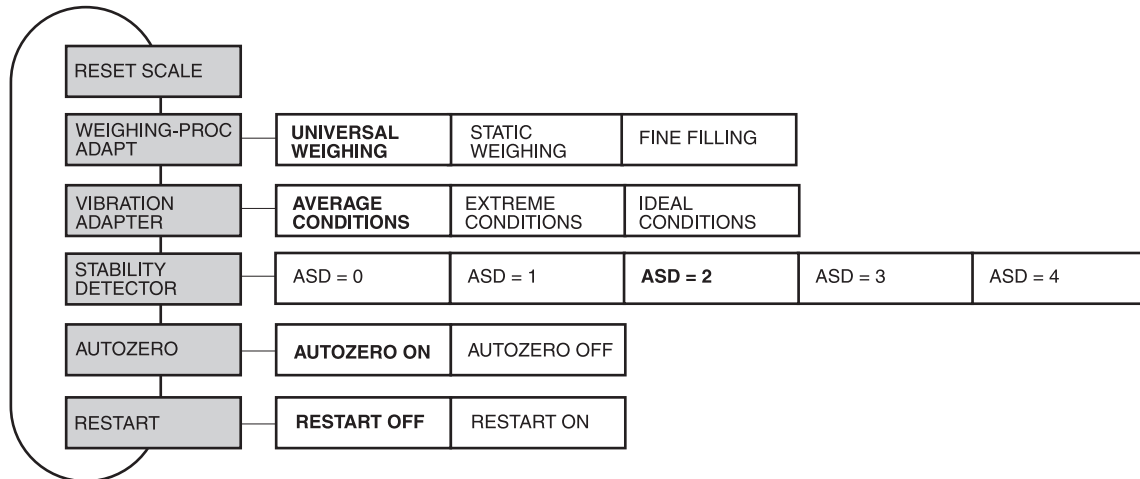 RESET SCALE
WEIGHING-PROC
ADAPT
UNIVERSAL
WEIGHING
STATIC
WEIGHING
FINE FILLING
VIBRATION
ADAPTER
AVERAGE
CONDITIONS
EXTREME
CONDITIONS
IDEAL
CONDITIONS
STABILITY
DETECTOR
ASD = 0
ASD = 1
ASD = 2
ASD = 3
ASD = 4
AUTOZERO
AUTOZERO ON
AUTOZERO OFF
RESTART
RESTART OFF
RESTART ON